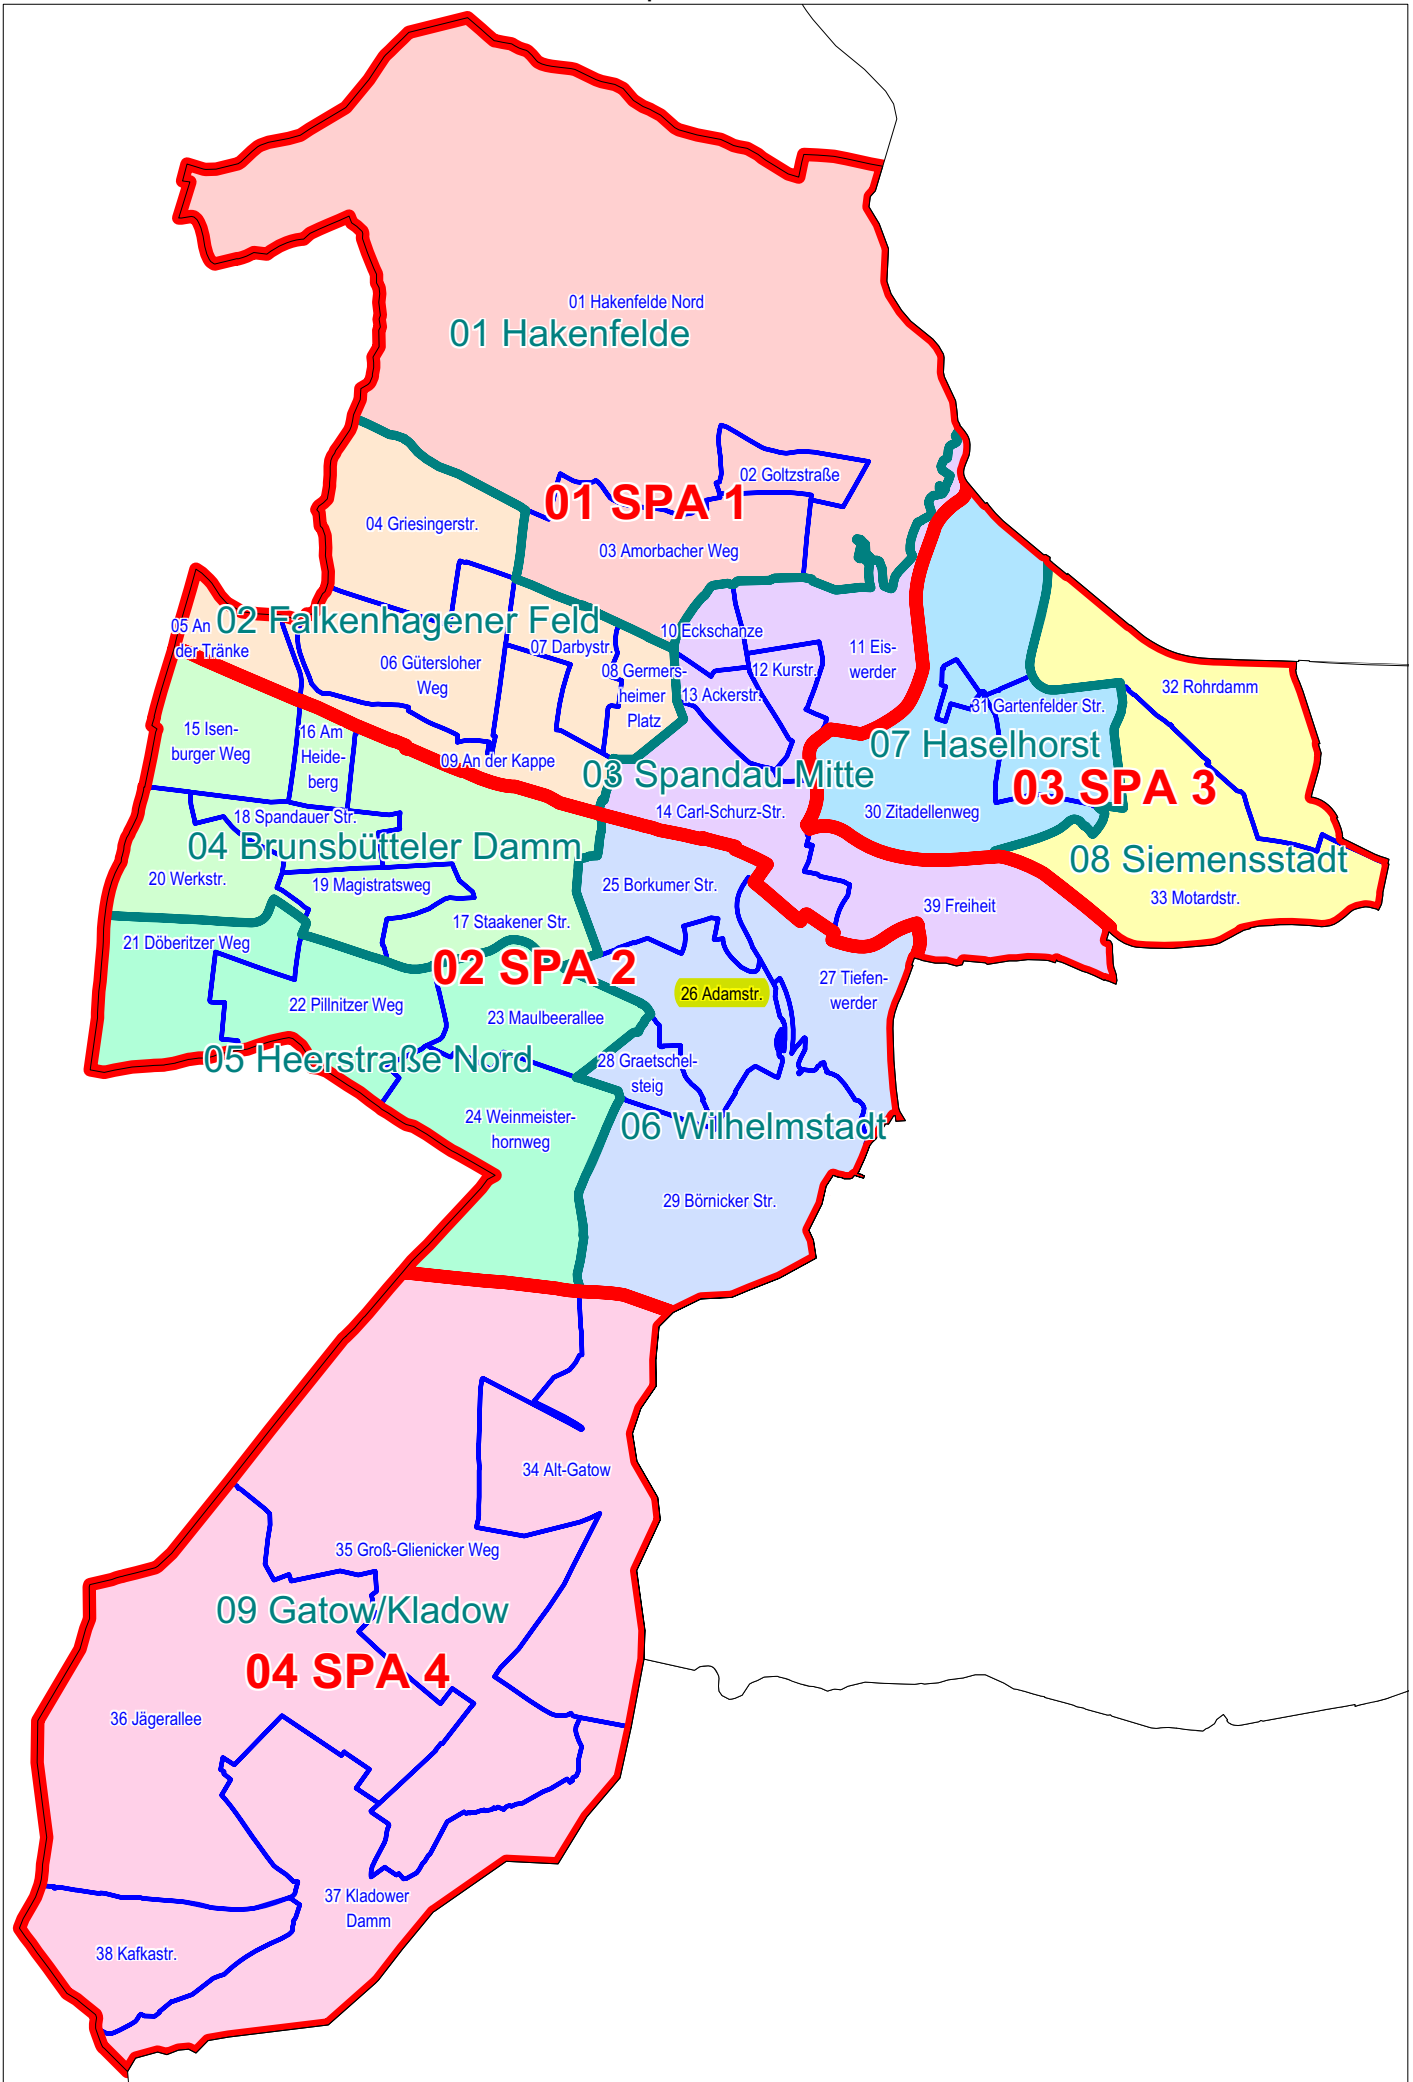 01 Hakenfelde Nord
01 Hakenfelde
02 Goltzstraße
01 SPA 1
04 Griesingerstr.
03 Amorbacher Weg
05 An
der Tränke
02 Falkenhagener Feld
10 Eckschanze
07 Darbystr.
11 Eis-
werder
06 Gütersloher
Weg
08 Germers-
heimer
Platz
12 Kurstr.
13 Ackerstr.
32 Rohrdamm
31 Gartenfelder Str.
15 Isen-
burger Weg
16 Am
Heide-
berg
07 Haselhorst
09 An der Kappe
03 Spandau Mitte
03 SPA 3
14 Carl-Schurz-Str.
30 Zitadellenweg
18 Spandauer Str.
04 Brunsbütteler Damm
08 Siemensstadt
20 Werkstr.
19 Magistratsweg
25 Borkumer Str.
33 Motardstr.
39 Freiheit
17 Staakener Str.
21 Döberitzer Weg
02 SPA 2
26 Adamstr.
27 Tiefen-
werder
22 Pillnitzer Weg
23 Maulbeerallee
05 Heerstraße Nord
28 Graetschel-
steig
24 Weinmeister-
hornweg
06 Wilhelmstadt
29 Börnicker Str.
34 Alt-Gatow
35 Groß-Glienicker Weg
09 Gatow/Kladow
04 SPA 4
36 Jägerallee
37 Kladower
Damm
38 Kafkastr.